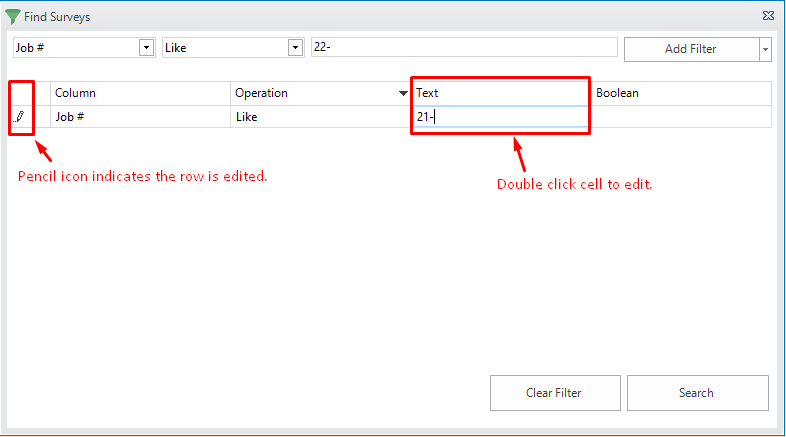 Find Surveys
Job # Like 22- Add Filter
Column Operation Text Boolean
Job # Like 21-
Pencil icon indicates the row is edited.
Double click cell to edit.
Clear Filter Search